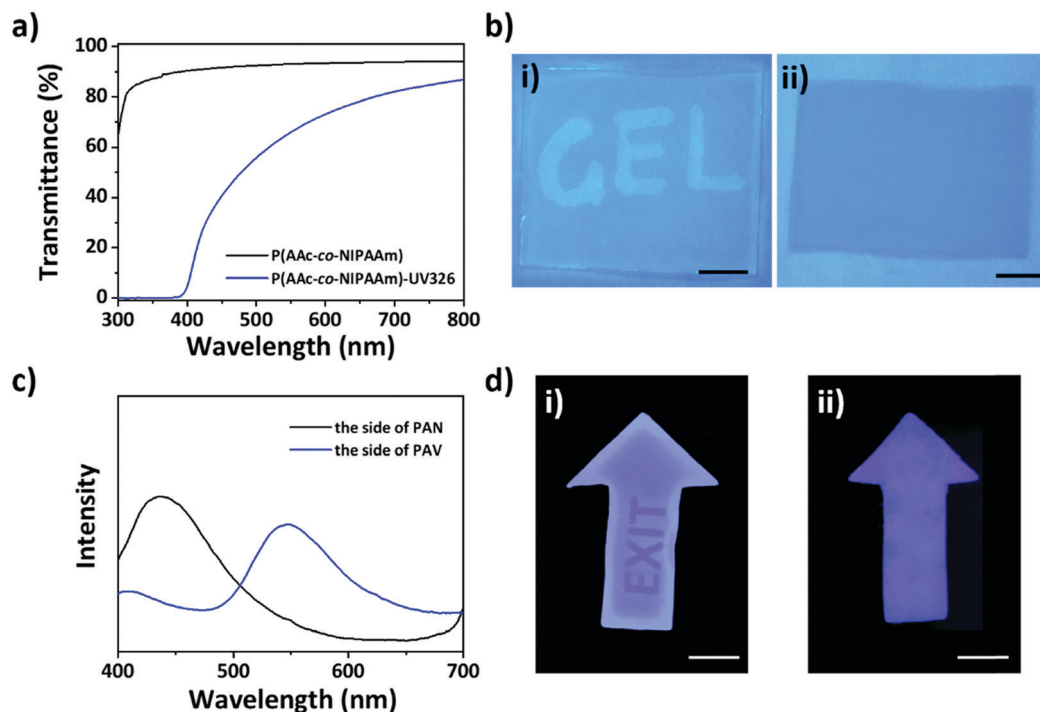 a)
100
80
60
40
20
0
Transmittance (%)
P(AAc-co-NIPAAm)
P(AAc-co-NIPAAm)-UV326
300 400 500 600 700 800
Wavelength (nm)
b)
i)
GEL
ii)
c)
the side of PAN
the side of PAV
Intensity
400 500 600 700
Wavelength (nm)
d)
i)
EXIT
ii)